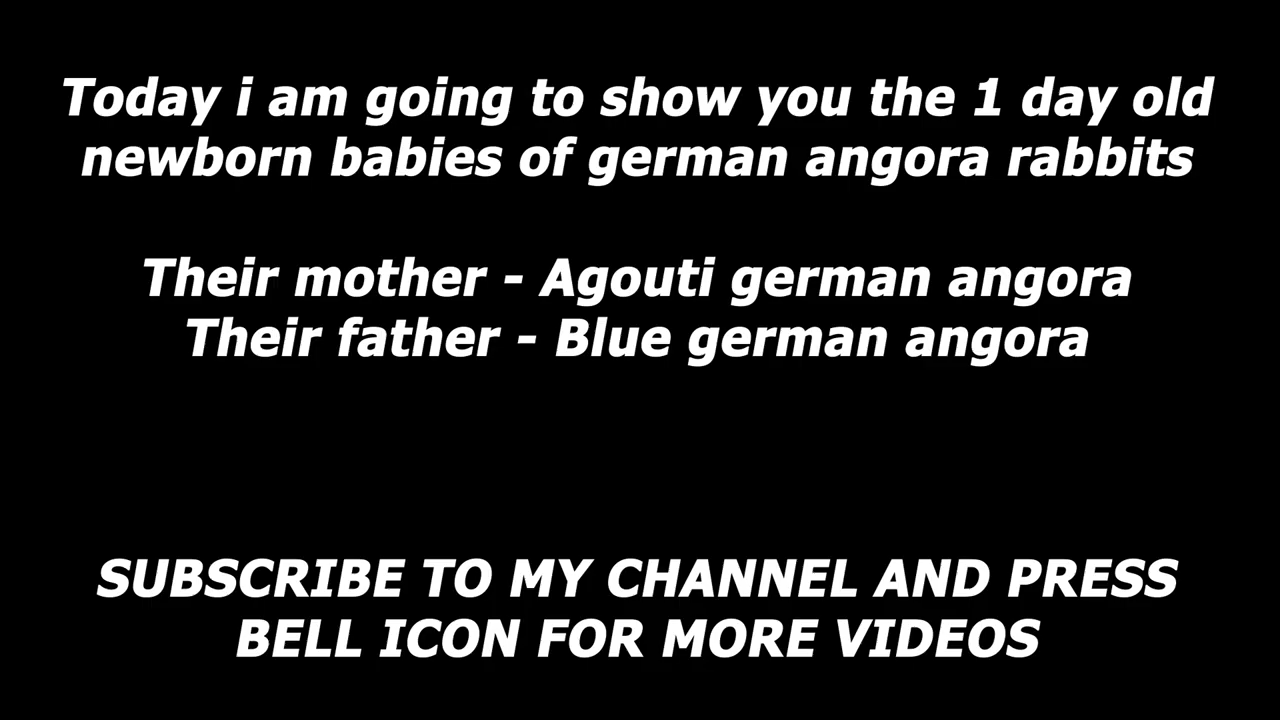 Today i am going to show you the 1 day old
newborn babies of german angora rabbits
Their mother - Agouti german angora
Their father - Blue german angora
SUBSCRIBE TO MY CHANNEL AND PRESS
BELL ICON FOR MORE VIDEOS